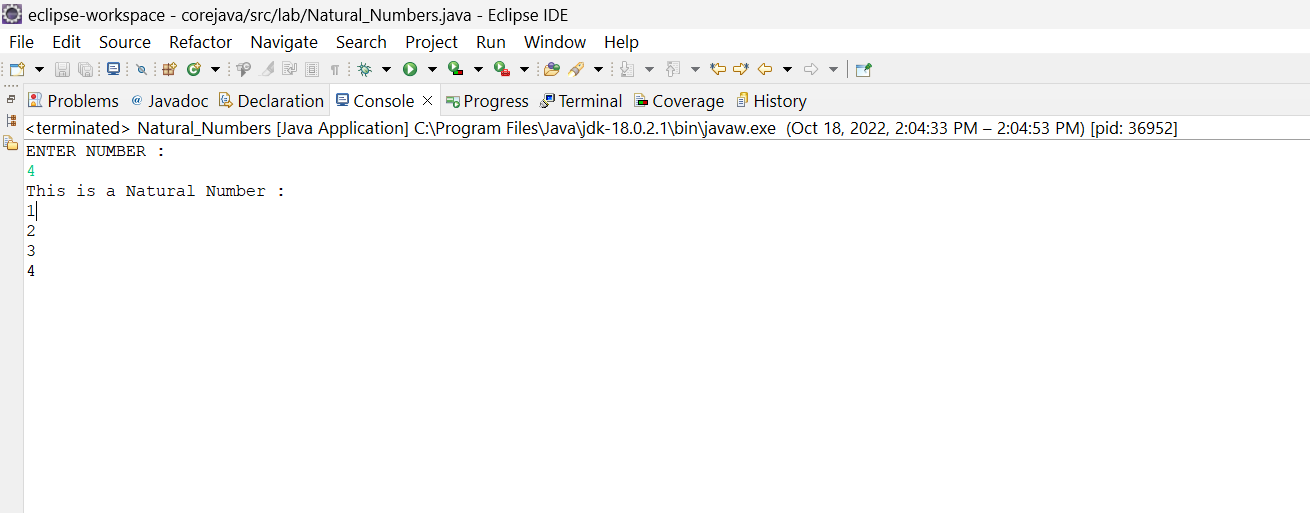 eclipse-workspace - corejava/src/lab/Natural_Numbers.java - Eclipse IDE
File Edit Source Refactor Navigate Search Project Run Window Help
Problems @ Javadoc Declaration Console × Progress Terminal Coverage History
<terminated> Natural_Numbers [Java Application] C:\Program Files\Java\jdk-18.0.2.1\bin\javaw.exe (Oct 18, 2022, 2:04:33 PM – 2:04:53 PM) [pid: 36952]
ENTER NUMBER :
4
This is a Natural Number :
1
2
3
4